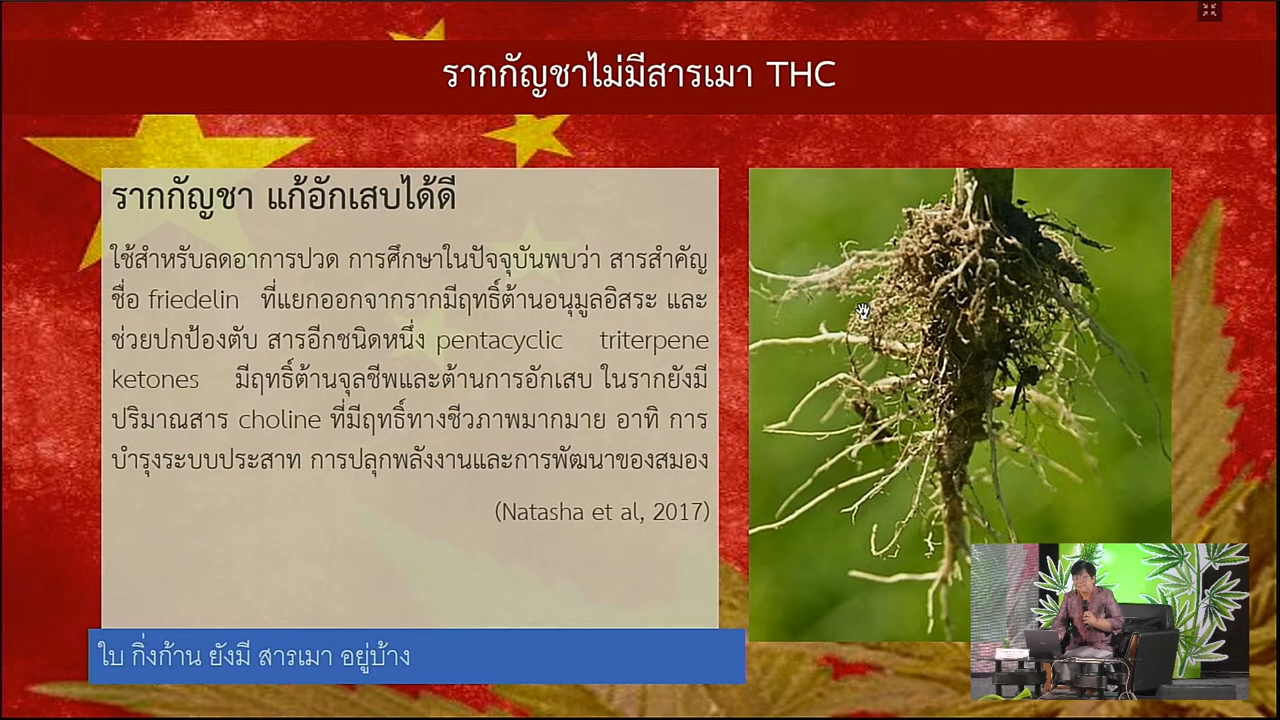 รากกัญชาไม่มีสารเมา THC
รากกัญชา แก้อักเสบได้ดี
ใช้สำหรับลดอาการปวด การศึกษาในปัจจุบันพบว่า สารสำคัญ
ชื่อ friedelin ที่แยกออกจากรากมีฤทธิ์ต้านอนุมูลอิสระ และ
ช่วยปกป้องตับ สารอีกชนิดหนึ่ง pentacyclic triterpene
ketones มีฤทธิ์ต้านจุลชีพและต้านการอักเสบ ในรากยังมี
ปริมาณสาร choline ที่มีฤทธิ์ทางชีวภาพมากมาย อาทิ การ
บำรุงระบบประสาท การปลุกพลังงานและการพัฒนาของสมอง
(Natasha et al, 2017)
ใบ กิ่งก้าน ยังมี สารเมา อยู่บ้าง